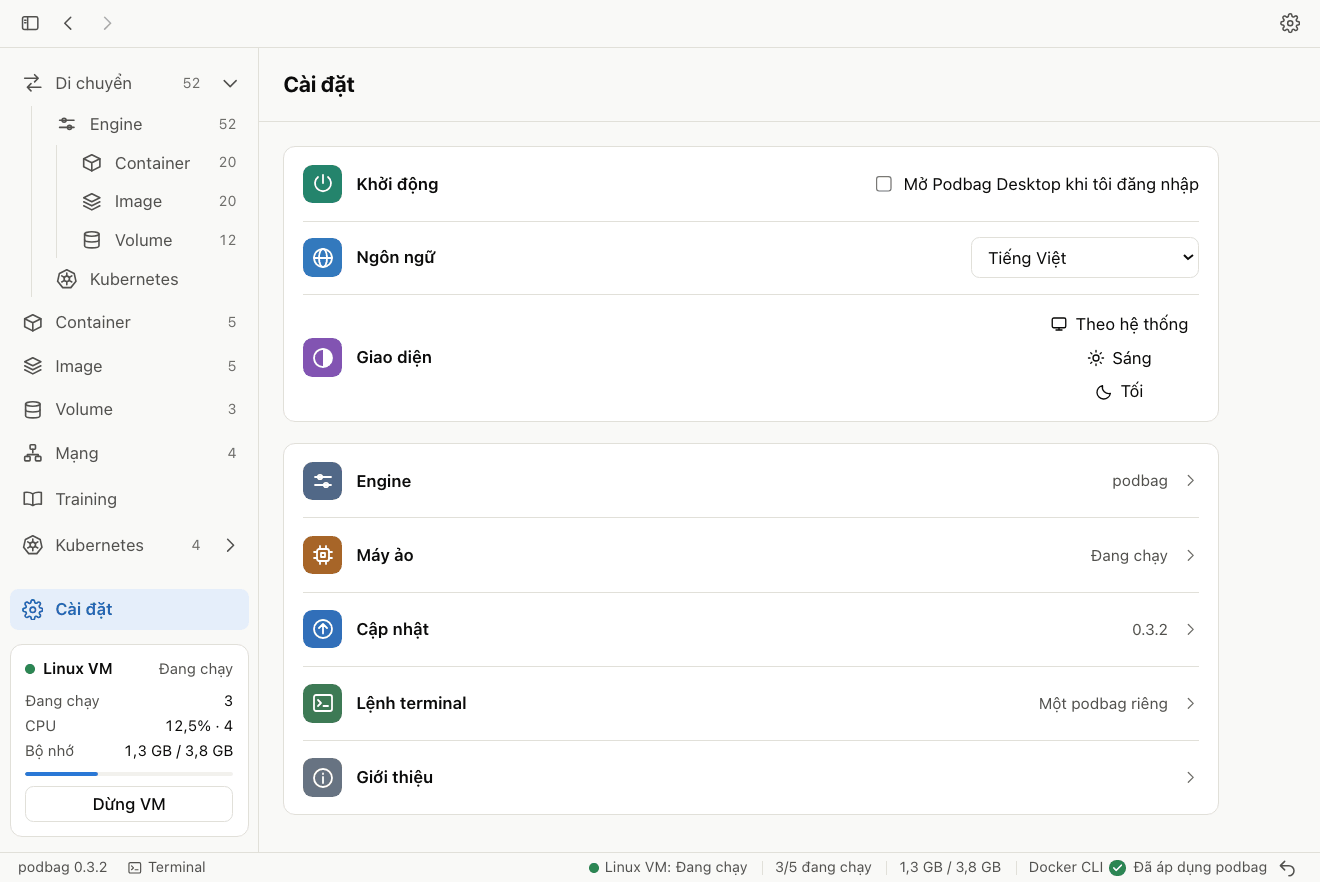 Di chuyển 52
Engine 52
Container 20
Image 20
Volume 12
Kubernetes
Container 5
Image 5
Volume 3
Mạng 4
Training
Kubernetes 4
Cài đặt
Linux VM Đang chạy
Đang chạy 3
CPU 12,5% · 4
Bộ nhớ 1,3 GB / 3,8 GB
Dừng VM
Cài đặt
Khởi động Mở Podbag Desktop khi tôi đăng nhập
Ngôn ngữ Tiếng Việt
Giao diện
Theo hệ thống
Sáng
Tối
Engine podbag
Máy ảo Đang chạy
Cập nhật 0.3.2
Lệnh terminal Một podbag riêng
Giới thiệu
podbag 0.3.2 Terminal Linux VM: Đang chạy 3/5 đang chạy 1,3 GB / 3,8 GB Docker CLI Đã áp dụng podbag